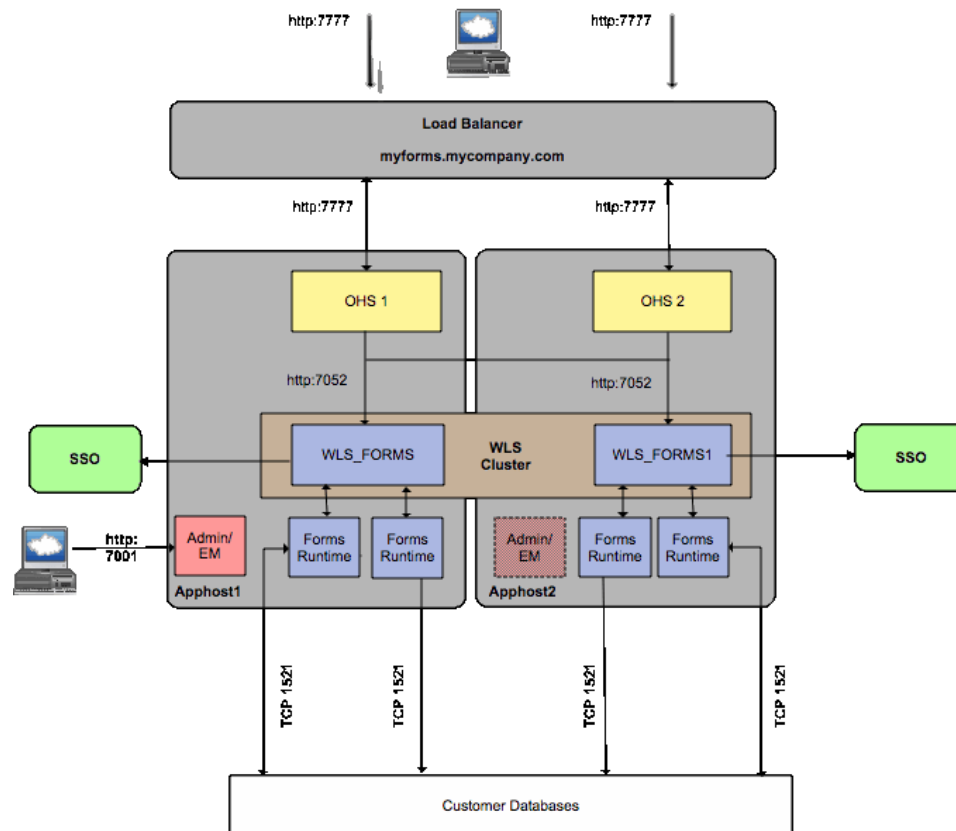 http:7777
http:7777
Load Balancer
myforms.mycompany.com
http:7777
http:7777
OHS 1
OHS 2
http:7052
http:7052
SSO
WLS_FORMS
WLS
Cluster
WLS_FORMS1
SSO
http:
7001
Admin/
EM
Forms
Runtime
Forms
Runtime
Admin/
EM
Forms
Runtime
Forms
Runtime
Apphost1
Apphost2
TCP 1521
TCP 1521
TCP 1521
TCP 1521
Customer Databases